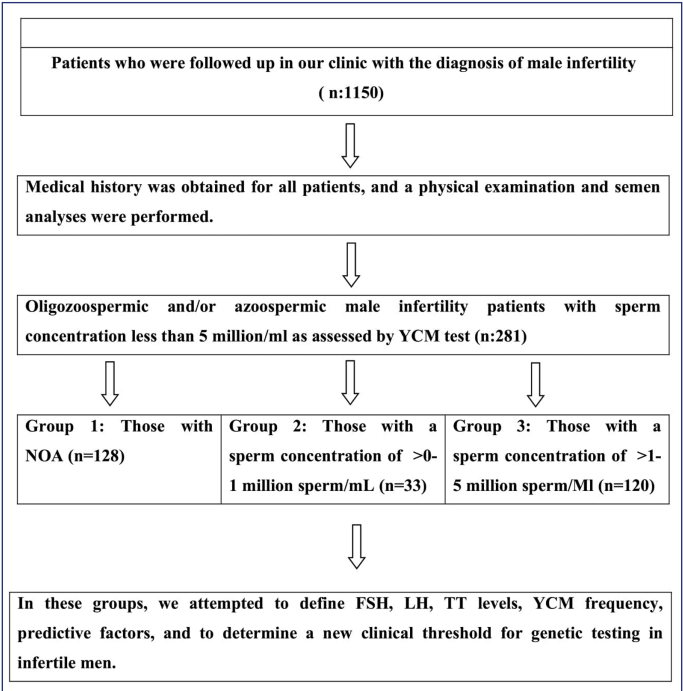 Patients who were followed up in our clinic with the diagnosis of male infertility
( n:1150)
Medical history was obtained for all patients, and a physical examination and semen
analyses were performed.
Oligozoospermic and/or azoospermic male infertility patients with sperm
concentration less than 5 million/ml as assessed by YCM test (n:281)
Group 1: Those with
NOA (n=128)
Group 2: Those with a
sperm concentration of >0-
1 million sperm/mL (n=33)
Group 3: Those with a
sperm concentration of >1-
5 million sperm/Ml (n=120)
In these groups, we attempted to define FSH, LH, TT levels, YCM frequency,
predictive factors, and to determine a new clinical threshold for genetic testing in
infertile men.